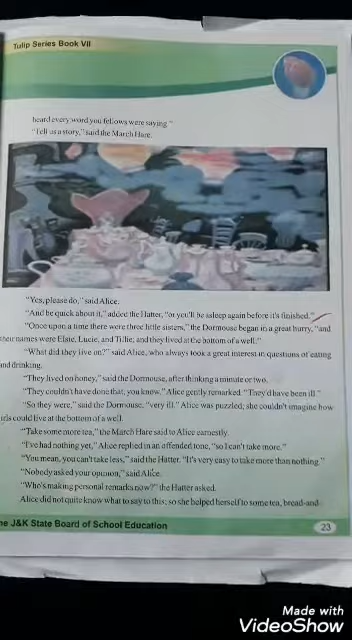 Tulip Series Book VII
heard every word you fellows were saying."
"Tell us a story," said the March Hare.
"Yes, please do," said Alice.
"And be quick about it," added the Hatter, "or you'll be asleep again before it's finished."
"Once upon a time there were three little sisters," the Dormouse began in a great hurry, "and
their names were Elsie, Lucie, and Tillie; and they lived at the bottom of a well."
"What did they live on?" said Alice, who always took a great interest in questions of eating
and drinking.
"They lived on honey," said the Dormouse, after thinking a minute or two.
"They couldn't have done that, you know," Alice gently remarked. "They'd have been ill."
"So they were," said the Dormouse, "very ill." Alice was puzzled; she couldn't imagine how
girls could live at the bottom of a well.
"Take some more tea," the March Hare said to Alice earnestly.
"I've had nothing yet," Alice replied in an offended tone, "so I can't take more."
"You mean, you can't take less," said the Hatter. "It's very easy to take more than nothing."
"Nobody asked your opinion," said Alice.
"Who's making personal remarks now?" the Hatter asked.
Alice did not quite know what to say to this; so she helped herself to some tea, bread-and-
he J&K State Board of School Education
23
Made with
VideoShow